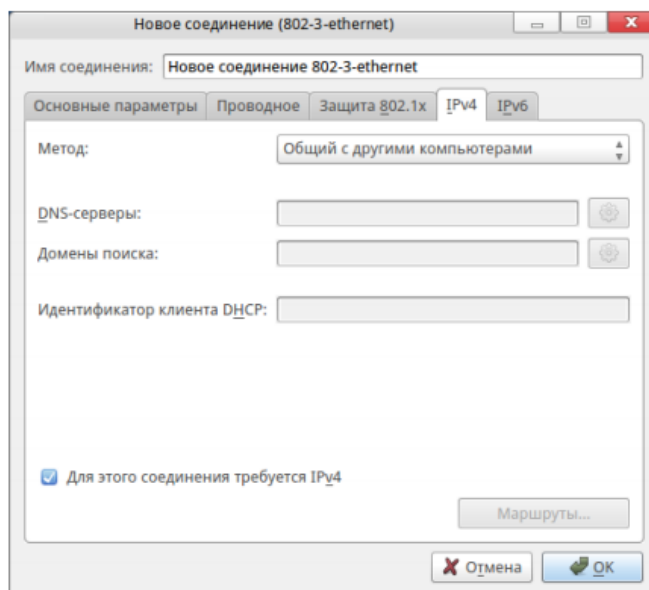 Новое соединение (802-3-ethernet)
Имя соединения: Новое соединение 802-3-ethernet
Основные параметры Проводное Защита 802.1x IPv4 IPv6
Метод: Общий с другими компьютерами
DNS-серверы:
Домены поиска:
Идентификатор клиента DHCP:
Для этого соединения требуется IPv4
Маршруты...
Отмена OK